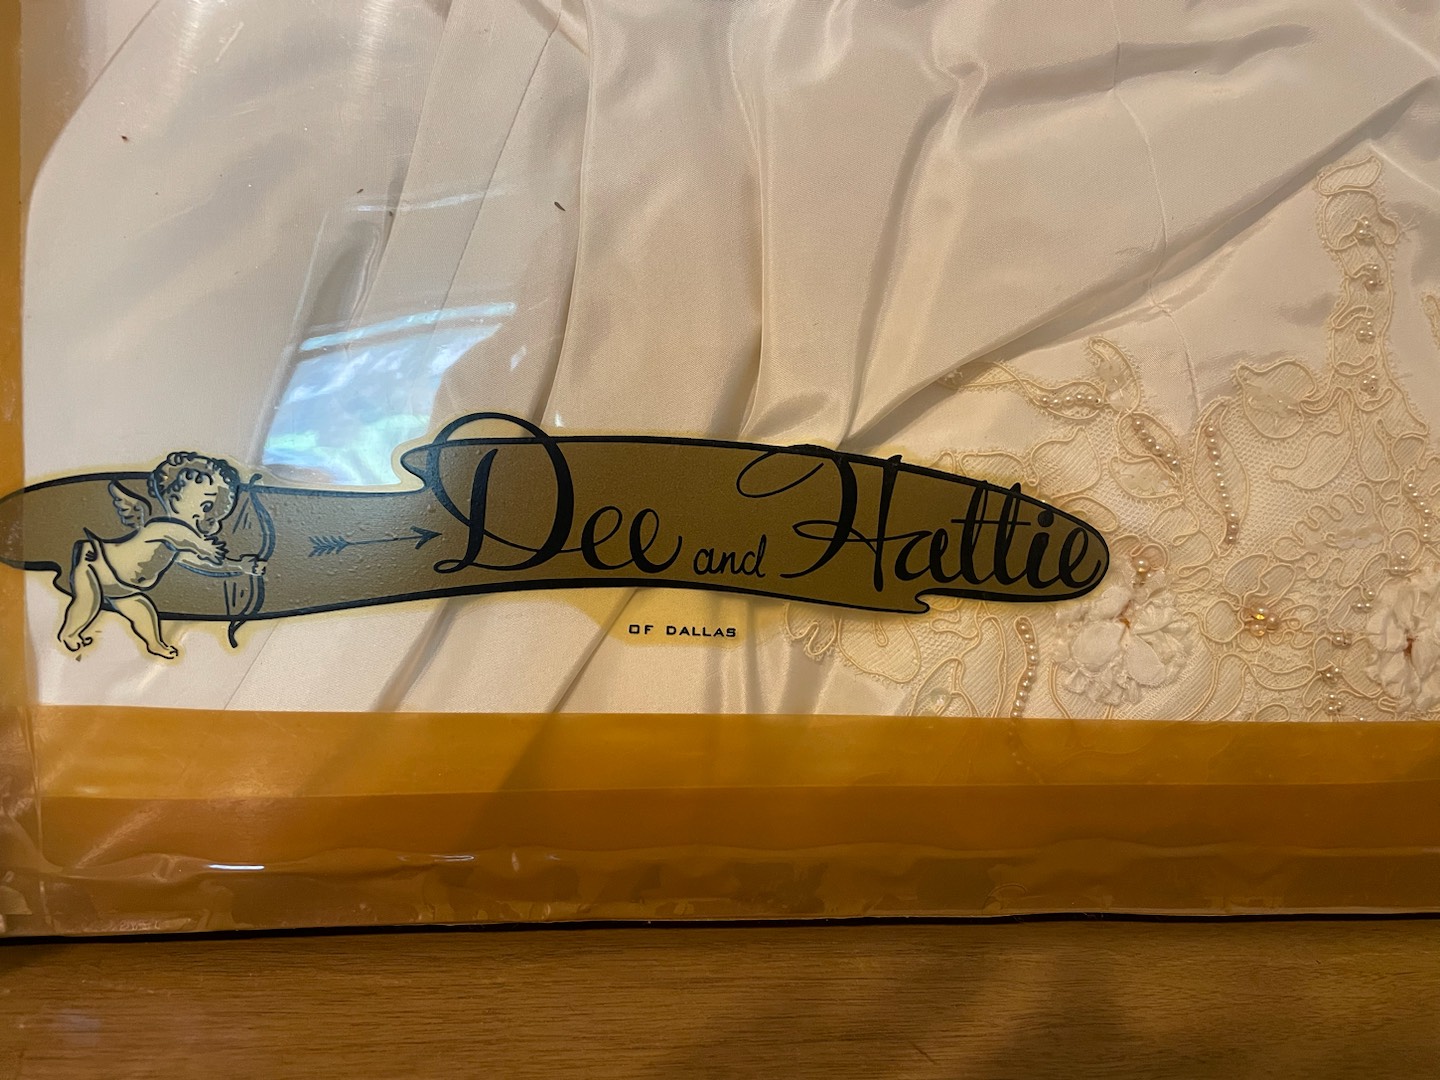 Dee and Hattie
OF DALLAS